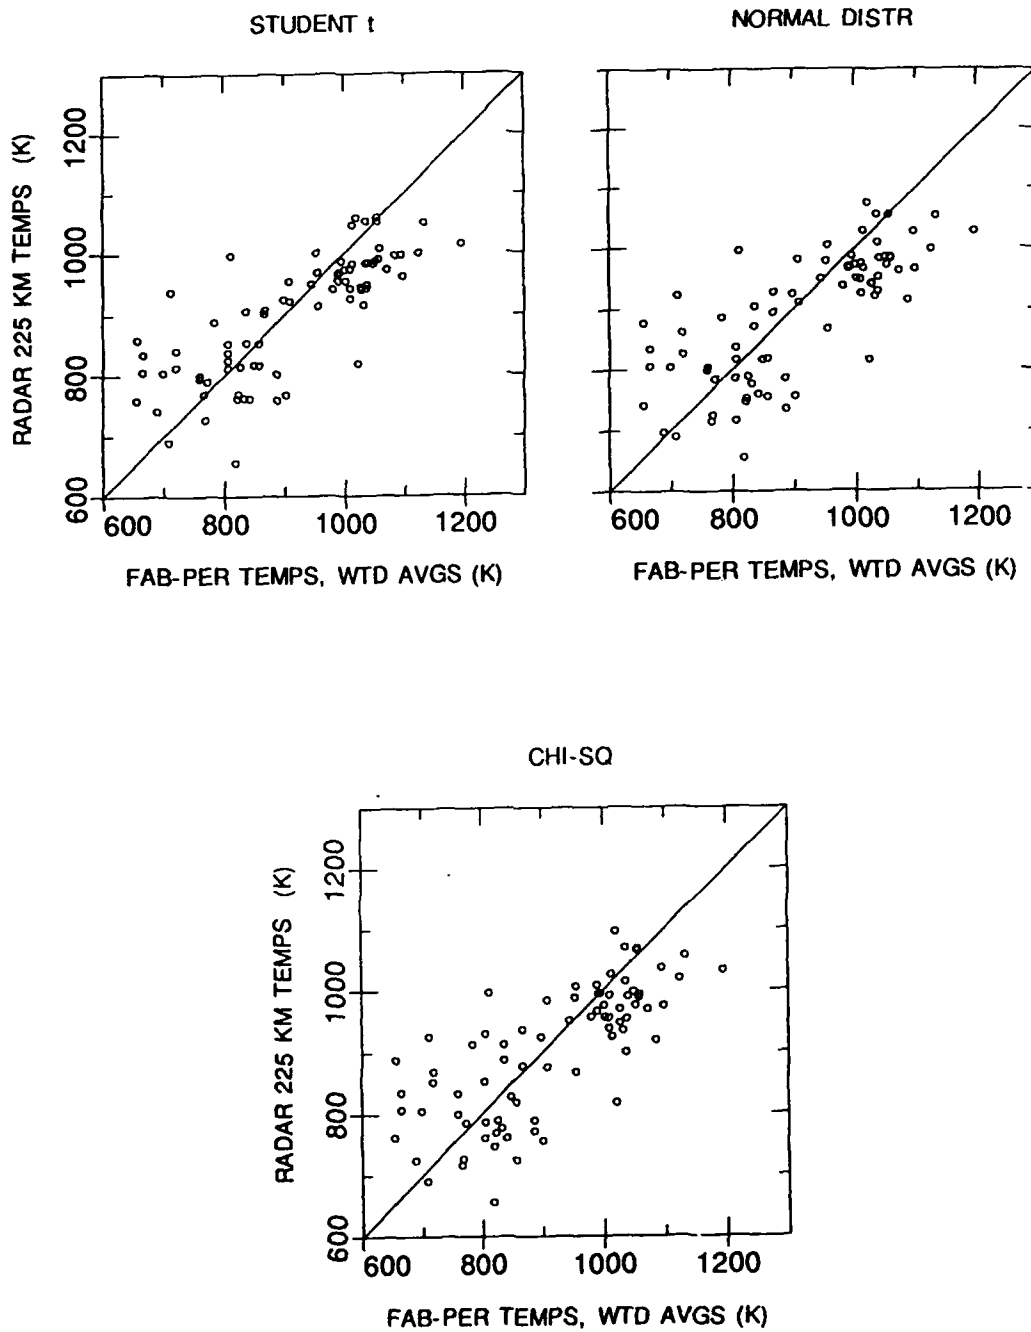 STUDENT t
RADAR 225 KM TEMPS (K)
1200
1000
800
600
600 800 1000 1200
FAB-PER TEMPS, WTD AVGS (K)
NORMAL DISTR
600 800 1000 1200
FAB-PER TEMPS, WTD AVGS (K)
CHI-SQ
RADAR 225 KM TEMPS (K)
1200
1000
800
600
600 800 1000 1200
FAB-PER TEMPS, WTD AVGS (K)